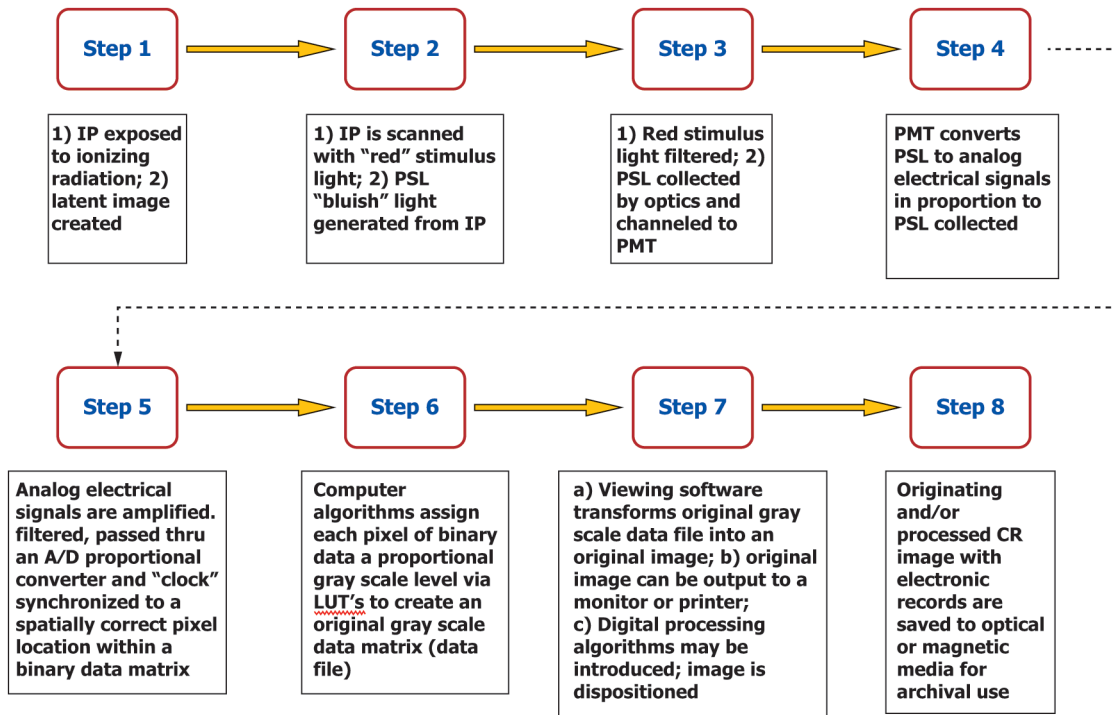 Step 1
Step 2
Step 3
Step 4
1) IP exposed
to ionizing
radiation; 2)
latent image
created
1) IP is scanned
with “red” stimulus
light; 2) PSL
“bluish” light
generated from IP
1) Red stimulus
light filtered; 2)
PSL collected
by optics and
channeled to
PMT
PMT converts
PSL to analog
electrical signals
in proportion to
PSL collected
Step 5
Step 6
Step 7
Step 8
Analog electrical
signals are amplified.
filtered, passed thru
an A/D proportional
converter and “clock”
synchronized to a
spatially correct pixel
location within a
binary data matrix
Computer
algorithms assign
each pixel of binary
data a proportional
gray scale level via
LUT’s to create an
original gray scale
data matrix (data
file)
a) Viewing software
transforms original gray
scale data file into an
original image; b) original
image can be output to a
monitor or printer;
c) Digital processing
algorithms may be
introduced; image is
dispositioned
Originating
and/or
processed CR
image with
electronic
records are
saved to optical
or magnetic
media for
archival use